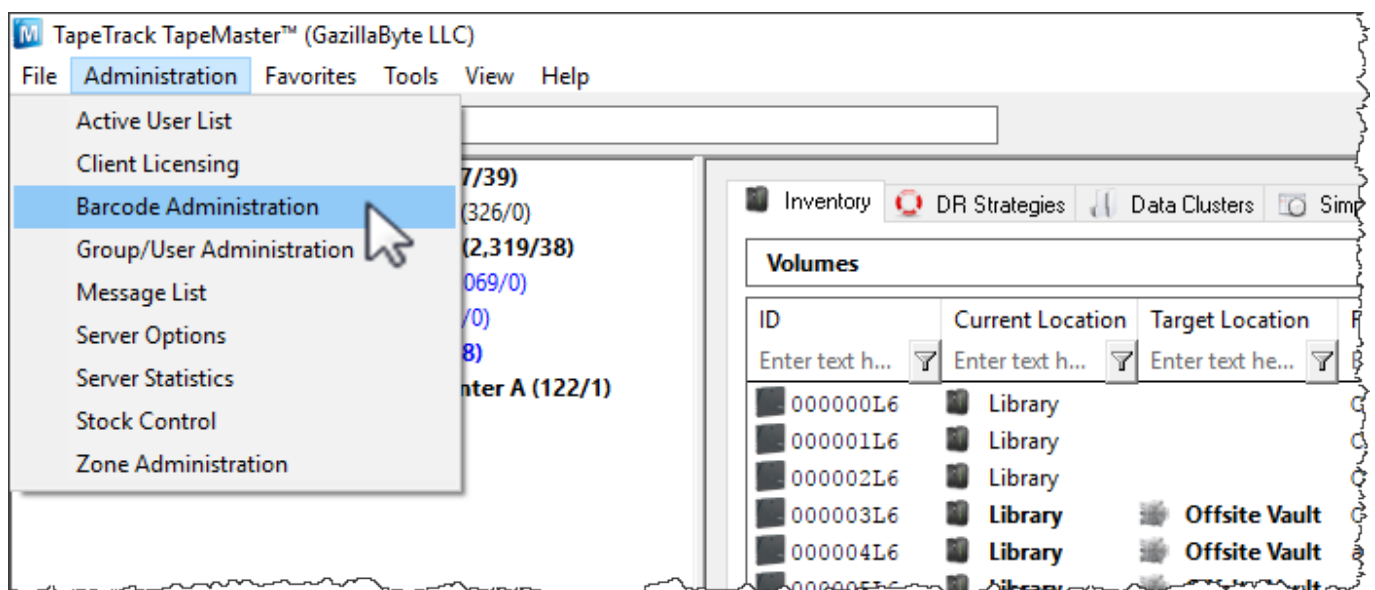 TapeTrack TapeMaster™ (GazillaByte LLC)
File Administration Favorites Tools View Help
Active User List
Client Licensing
Barcode Administration
Group/User Administration
Message List
Server Options
Server Statistics
Stock Control
Zone Administration
7/39)
(326/0)
(2,319/38)
069/0)
/0)
8)
nter A (122/1)
Inventory DR Strategies Data Clusters Simp
Volumes
ID Current Location Target Location
Enter text h... Enter text h... Enter text he...
000000L6 Library
000001L6 Library
000002L6 Library
000003L6 Library Offsite Vault
000004L6 Library Offsite Vault